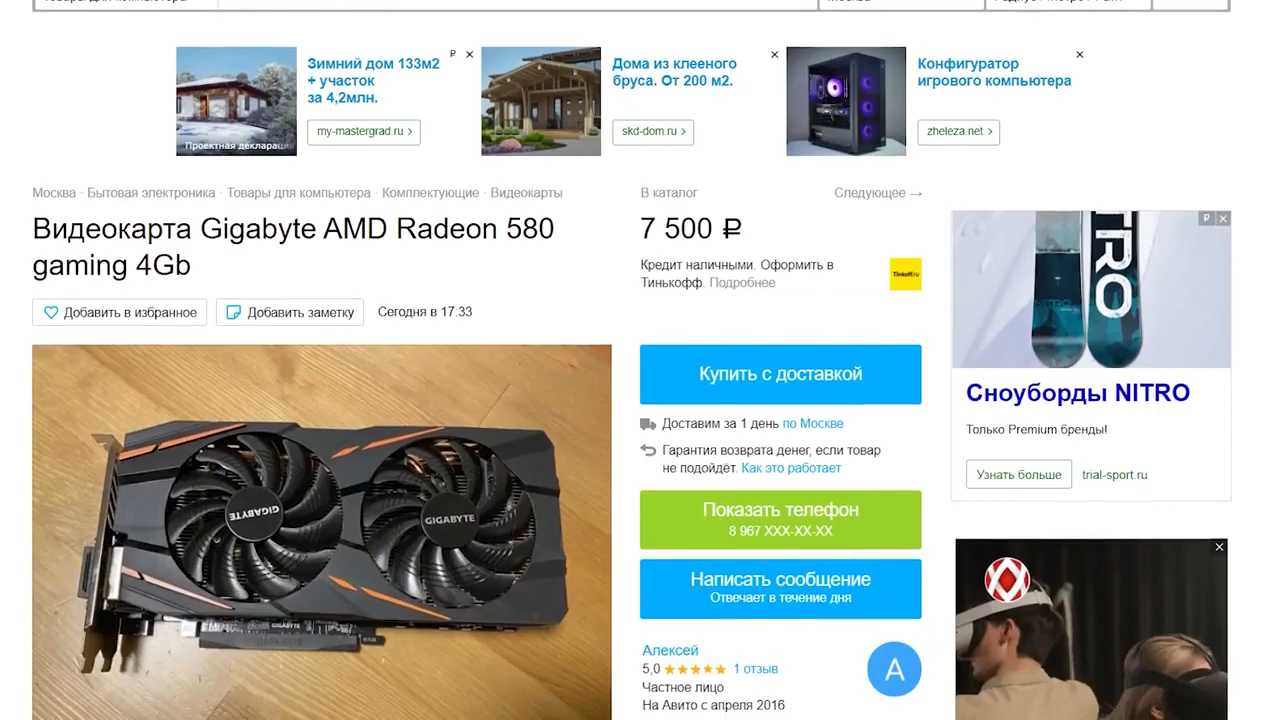 Зимний дом 133м2
+ участок
за 4,2млн.
my-mastergrad.ru
Дома из клееного
бруса. От 200 м2.
skd-dom.ru
Конфигуратор
игрового компьютера
zheleza.net
Москва · Бытовая электроника · Товары для компьютера · Комплектующие · Видеокарты
В каталог
Следующее →
Видеокарта Gigabyte AMD Radeon 580
gaming 4Gb
7 500 ₽
Кредит наличными. Оформить в
Тинькофф. Подробнее
Tinkoff.ru
Добавить в избранное
Добавить заметку
Сегодня в 17:33
Купить с доставкой
Доставим за 1 день по Москве
Гарантия возврата денег, если товар
не подойдёт. Как это работает
Показать телефон
8 967 XXX-XX-XX
Написать сообщение
Отвечает в течение дня
Алексей
5,0 ★★★★★ 1 отзыв
Частное лицо
На Авито с апреля 2016
А
GIGABYTE
GIGABYTE
GIGABYTE
TRO
NITRO
Сноуборды NITRO
Только Premium бренды!
Узнать больше
trial-sport.ru